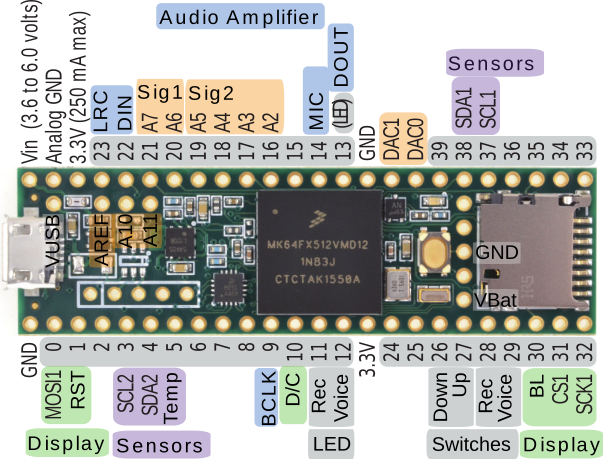 Audio Amplifier
Vin (3.6 to 6.0 volts)
Analog GND
3.3V (250 mA max)
LRC
DIN
Sig1
A7
A6
Sig2
A5
A4
A3
A2
MIC
DOUT
(LED)
GND
DAC1
DAC0
Sensors
SDA1
SCL1
23 22 21 20 19 18 17 16 15 14 13 39 38 37 36 35 34 33
VUSB
AREF
A10
A11
MK64FX512VMD12
1N83J
CTCTAK1550A
GND
VBat
GND
0 1 2 3 4 5 6 7 8 9 10 11 12 3.3V 24 25 26 27 28 29 30 31 32
MOSI1
RST
SCL2
SDA2
Temp
BCLK
D/C
Rec
Voice
Down
Up
Rec
Voice
BL
CS1
SCK1
Display
Sensors
LED
Switches
Display